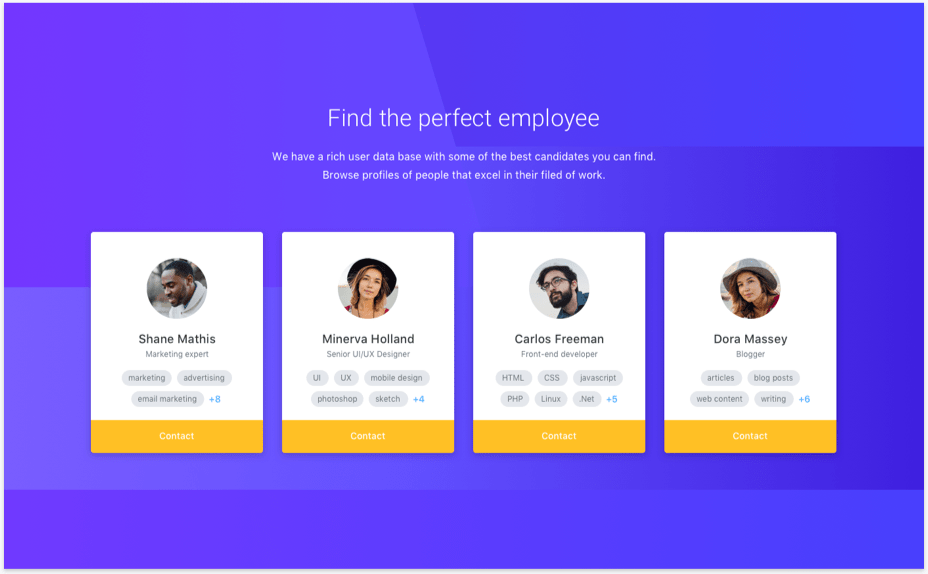 Find the perfect employee
We have a rich user data base with some of the best candidates you can find.
Browse profiles of people that excel in their filed of work.
Shane Mathis
Marketing expert
marketing advertising
email marketing +8
Contact
Minerva Holland
Senior UI/UX Designer
UI UX mobile design
photoshop sketch +4
Contact
Carlos Freeman
Front-end developer
HTML CSS javascript
PHP Linux .Net +5
Contact
Dora Massey
Blogger
articles blog posts
web content writing +6
Contact